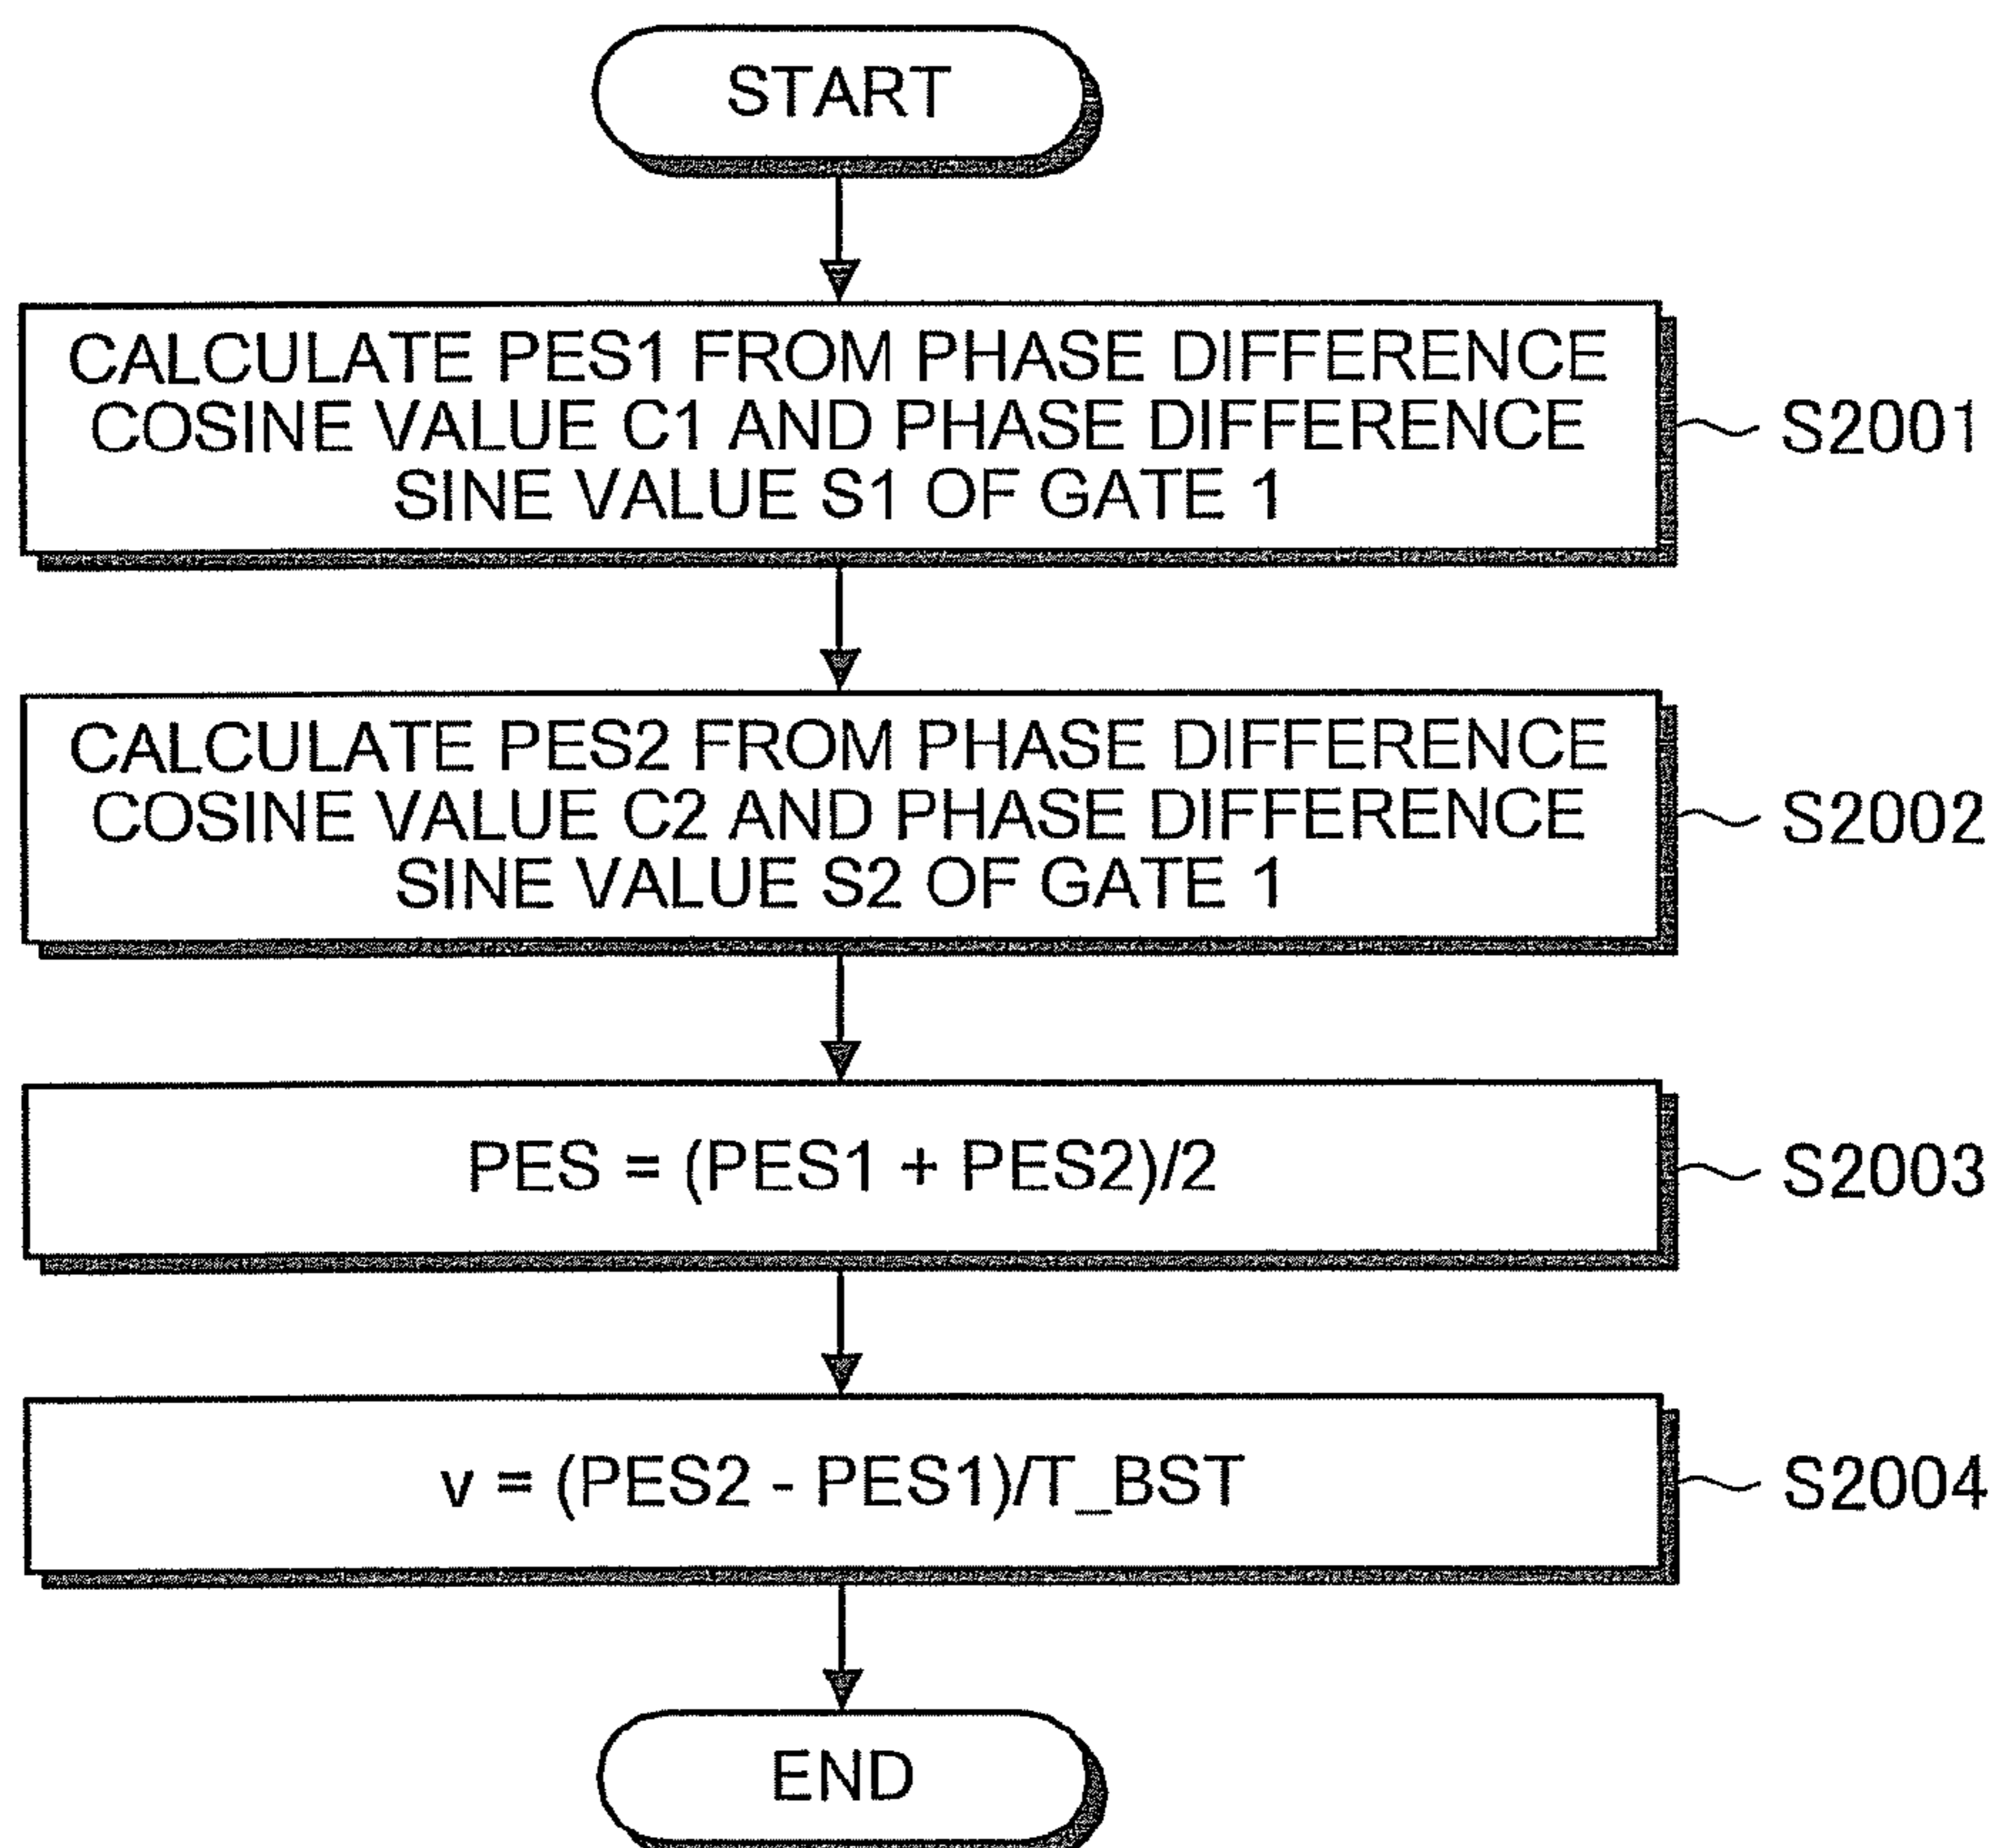 START
CALCULATE PES1 FROM PHASE DIFFERENCE
COSINE VALUE C1 AND PHASE DIFFERENCE
SINE VALUE S1 OF GATE 1
S2001
CALCULATE PES2 FROM PHASE DIFFERENCE
COSINE VALUE C2 AND PHASE DIFFERENCE
SINE VALUE S2 OF GATE 1
S2002
PES = (PES1 + PES2)/2
S2003
v = (PES2 - PES1)/T_BST
S2004
END